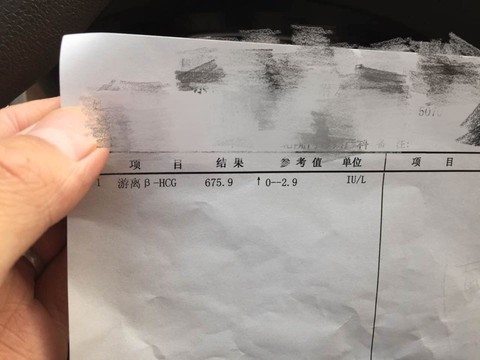 项 目 结 果 参 考 值 单位 项 目
1 游离β-HCG 675.9 ↑ 0--2.9 IU/L